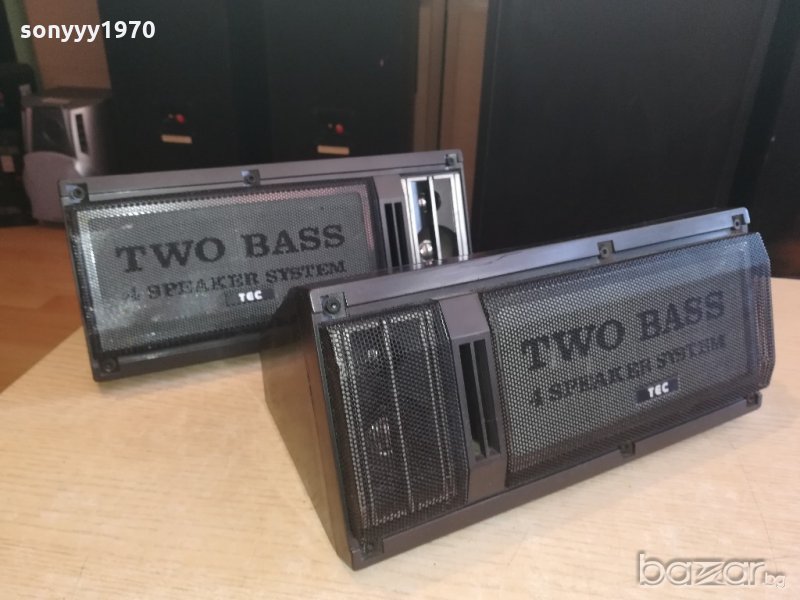 sonyyy1970
TWO BASS
4 SPEAKER SYSTEM
TEC
TWO BASS
4 SPEAKER SYSTEM
TEC
bazar.bg